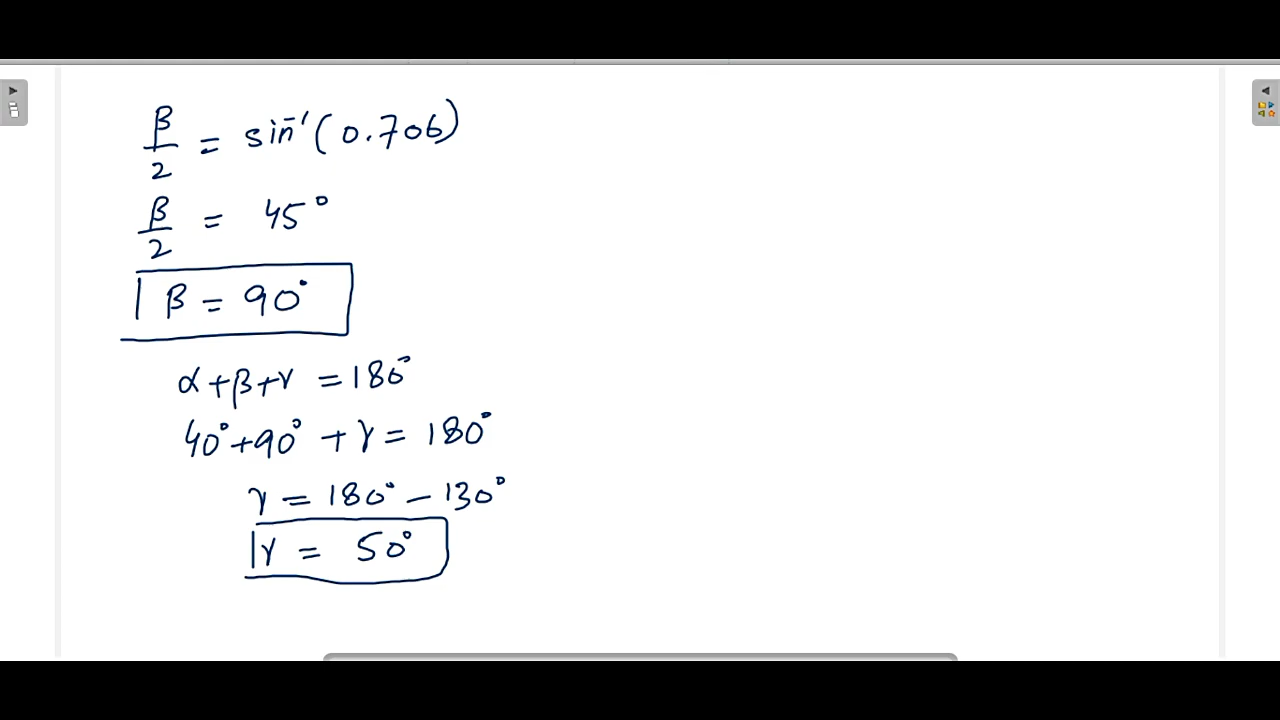 β/2 = sin⁻¹(0.706)
β/2 = 45°
β = 90°
α+β+γ = 180°
40°+90° + γ = 180°
γ = 180° - 130°
γ = 50°